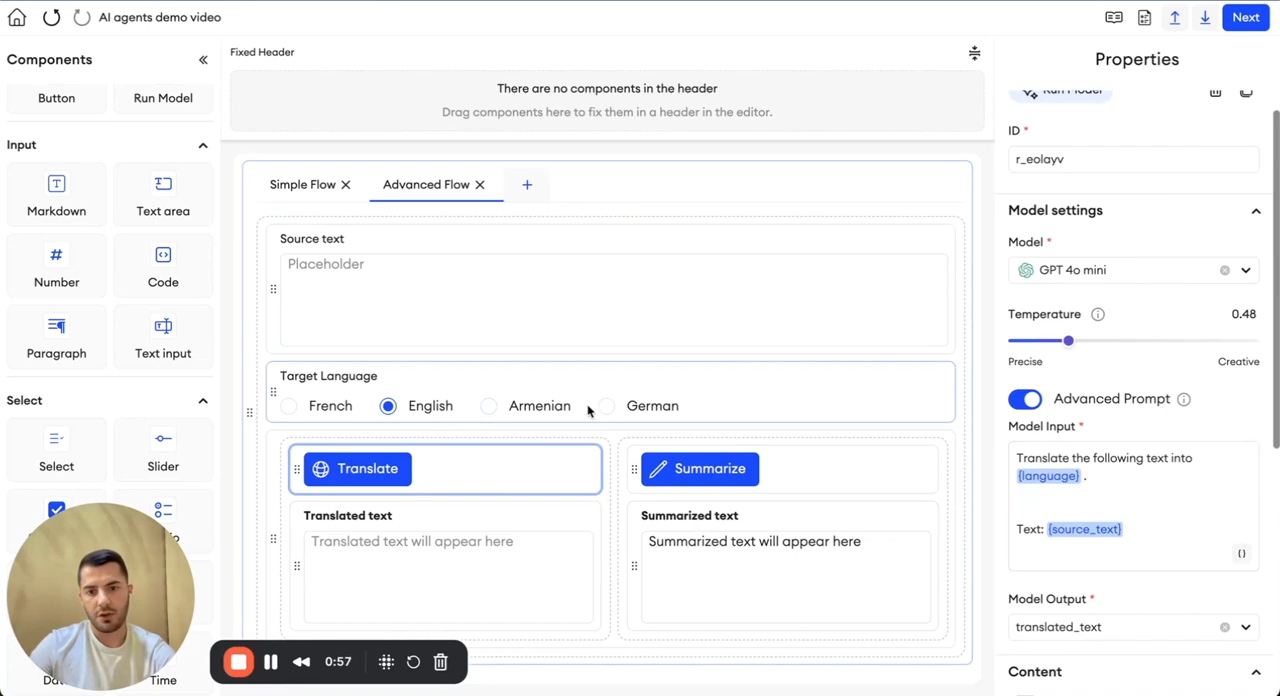 AI agents demo video
Next
Components
Button
Run Model
Input
Markdown
Text area
Number
Code
Paragraph
Text input
Select
Select
Slider
Time
Fixed Header
There are no components in the header
Drag components here to fix them in a header in the editor.
Simple Flow
Advanced Flow
Source text
Placeholder
Target Language
French
English
Armenian
German
Translate
Summarize
Translated text
Translated text will appear here
Summarized text
Summarized text will appear here
0:57
Properties
Run Model
ID *
r_eolayv
Model settings
Model *
GPT 4o mini
Temperature
0.48
Precise
Creative
Advanced Prompt
Model Input *
Translate the following text into
{language} .
Text: {source_text}
{}
Model Output *
translated_text
Content